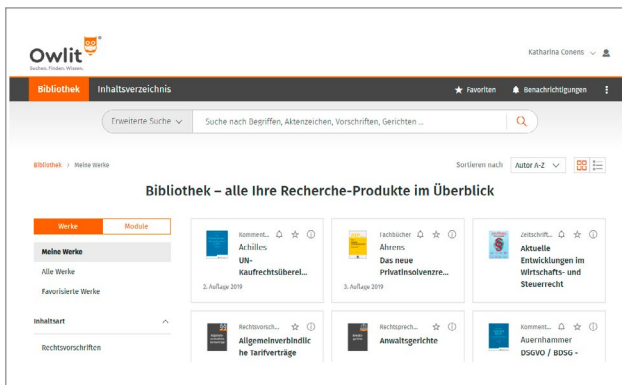 Owlit
Suchen. Finden. Wissen.
Katharina Conens
Bibliothek
Inhaltsverzeichnis
Favoriten
Benachrichtigungen
Erweiterte Suche
Suche nach Begriffen, Aktenzeichen, Vorschriften, Gerichten ...
Bibliothek > Meine Werke
Sortieren nach
Autor A-Z
Bibliothek – alle Ihre Recherche-Produkte im Überblick
Werke
Module
Meine Werke
Alle Werke
Favorisierte Werke
Inhaltsart
Rechtsvorschriften
Komment...
Achilles
UN-
Kaufrechtsüberei...
2. Auflage 2019
Fachbücher
Ahrens
Das neue
Privatinsolvenzre...
3. Auflage 2019
Zeitschrift...
Aktuelle
Entwicklungen im
Wirtschafts- und
Steuerrecht
Rechtsvorsch...
Allgemeinverbindlic
he Tarifverträge
Rechtsprech...
Anwaltsgerichte
Komment...
Auernhammer
DSGVO / BDSG -